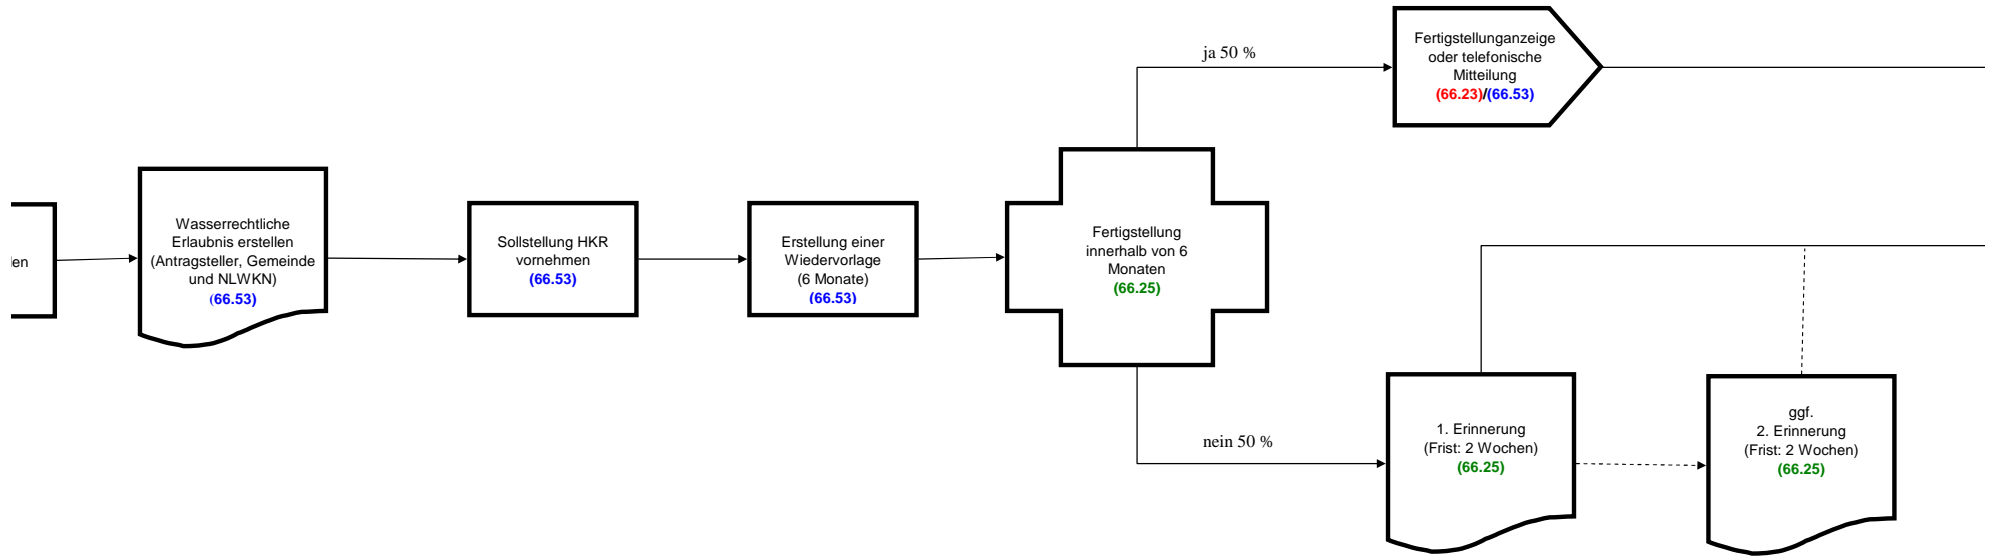 len
Wasserrechtliche
Erlaubnis erstellen
(Antragsteller, Gemeinde
und NLWKN)
(66.53)
Sollstellung HKR
vornehmen
(66.53)
Erstellung einer
Wiedervorlage
(6 Monate)
(66.53)
Fertigstellung
innerhalb von 6
Monaten
(66.25)
ja 50 %
Fertigstellunganzeige
oder telefonische
Mitteilung
(66.23)/(66.53)
nein 50 %
1. Erinnerung
(Frist: 2 Wochen)
(66.25)
ggf.
2. Erinnerung
(Frist: 2 Wochen)
(66.25)